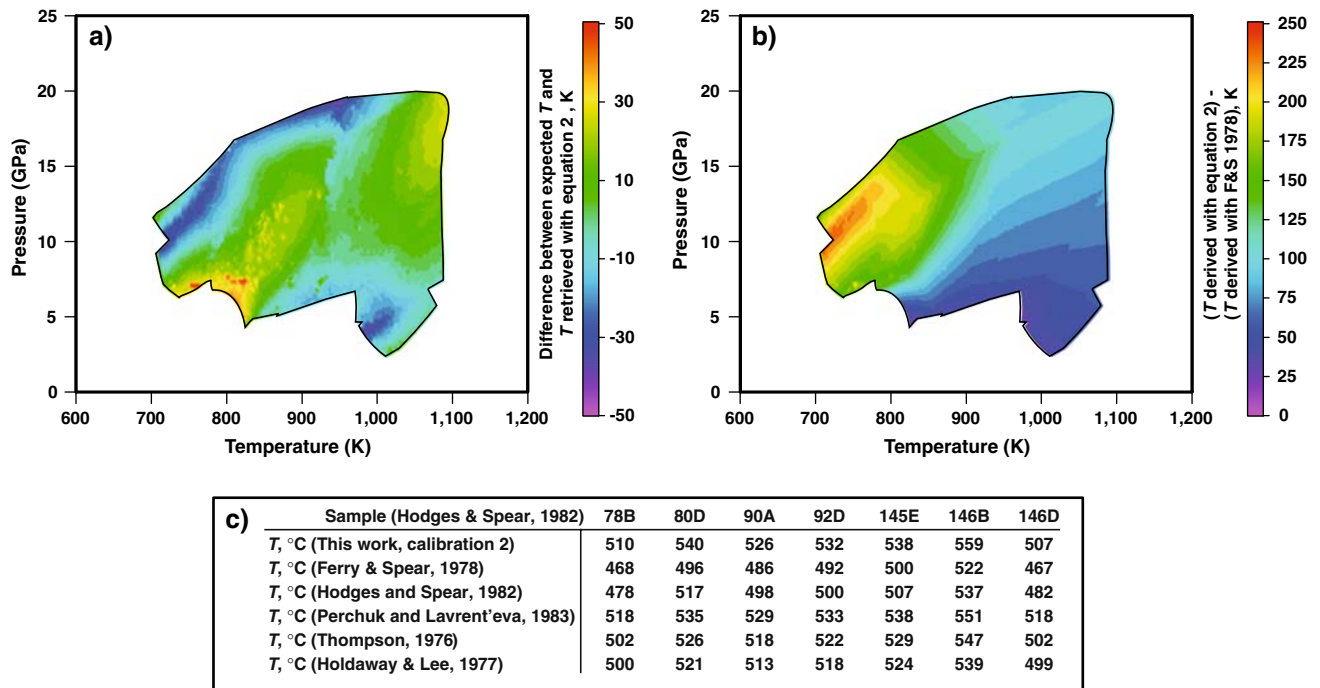 a)
25
20
15
10
5
0
Pressure (GPa)
600 700 800 900 1,000 1,100 1,200
Temperature (K)
50
30
10
-10
-30
-50
Difference between expected T and
T retrieved with equation 2 , K
b)
25
20
15
10
5
0
Pressure (GPa)
600 700 800 900 1,000 1,100 1,200
Temperature (K)
250
225
200
175
150
125
100
75
50
25
0
(T derived with equation 2) -
(T derived with F&S 1978), K
c)
Sample (Hodges & Spear, 1982) 78B 80D 90A 92D 145E 146B 146D
T, °C (This work, calibration 2) 510 540 526 532 538 559 507
T, °C (Ferry & Spear, 1978) 468 496 486 492 500 522 467
T, °C (Hodges and Spear, 1982) 478 517 498 500 507 537 482
T, °C (Perchuk and Lavrent'eva, 1983) 518 535 529 533 538 551 518
T, °C (Thompson, 1976) 502 526 518 522 529 547 502
T, °C (Holdaway & Lee, 1977) 500 521 513 518 524 539 499